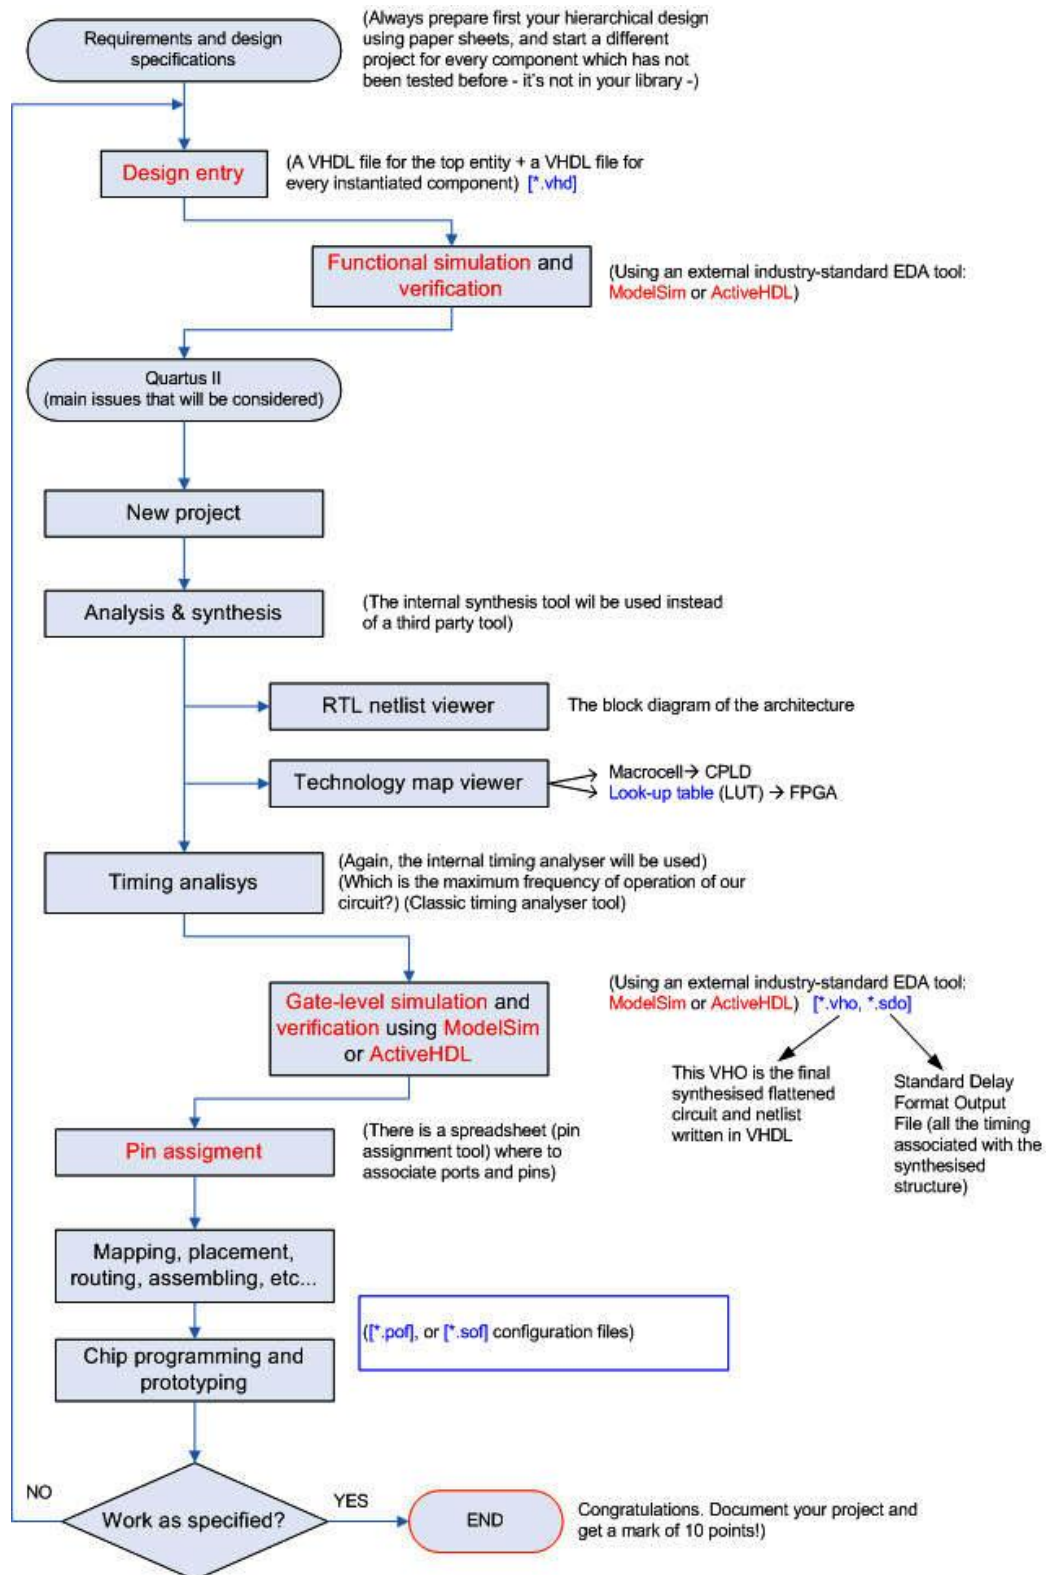 Requirements and design
specifications
(Always prepare first your hierarchical design
using paper sheets, and start a different
project for every component which has not
been tested before - it's not in your library -)
Design entry
(A VHDL file for the top entity + a VHDL file for
every instantiated component) [*.vhd]
Functional simulation and
verification
(Using an external industry-standard EDA tool:
ModelSim or ActiveHDL)
Quartus II
(main issues that will be considered)
New project
Analysis & synthesis
(The internal synthesis tool wil be used instead
of a third party tool)
RTL netlist viewer
The block diagram of the architecture
Technology map viewer
Macrocell→ CPLD
Look-up table (LUT) → FPGA
Timing analisys
(Again, the internal timing analyser will be used)
(Which is the maximum frequency of operation of our
circuit?) (Classic timing analyser tool)
Gate-level simulation and
verification using ModelSim
or ActiveHDL
(Using an external industry-standard EDA tool:
ModelSim or ActiveHDL) [*.vho, *.sdo]
This VHO is the final
synthesised flattened
circuit and netlist
written in VHDL
Standard Delay
Format Output
File (all the timing
associated with the
synthesised
structure)
Pin assigment
(There is a spreadsheet (pin
assignment tool) where to
associate ports and pins)
Mapping, placement,
routing, assembling, etc...
([*.pof], or [*.sof] configuration files)
Chip programming and
prototyping
Work as specified?
NO
YES
END
Congratulations. Document your project and
get a mark of 10 points!)